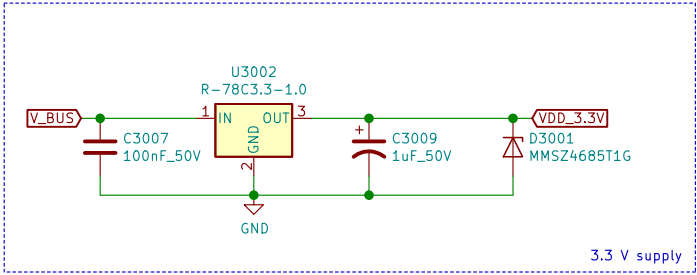 U3002
R-78C3.3-1.0
V_BUS
1
IN
OUT
3
VDD_3.3V
GND
2
C3007
100nF_50V
+
C3009
1uF_50V
D3001
MMSZ4685T1G
GND
3.3 V supply